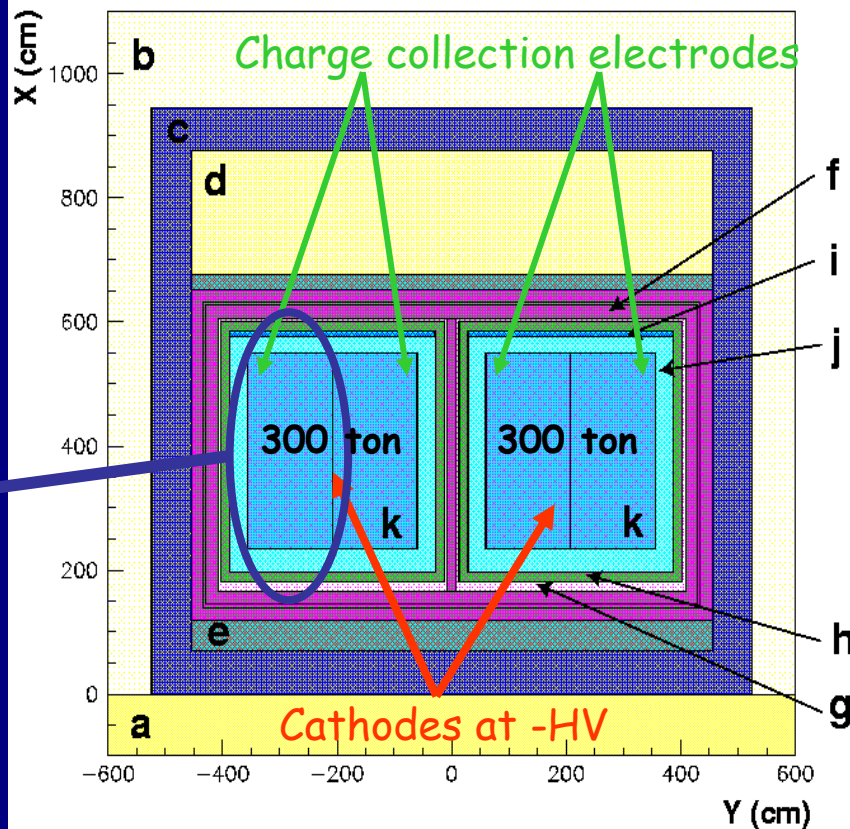 X (cm)
b
Charge collection electrodes
1000
c
d
800
f
i
600
j
300 ton
300 ton
400
k
k
200
h
e
g
0
a
Cathodes at -HV
−600
−400
−200
0
200
400
600
Y (cm)